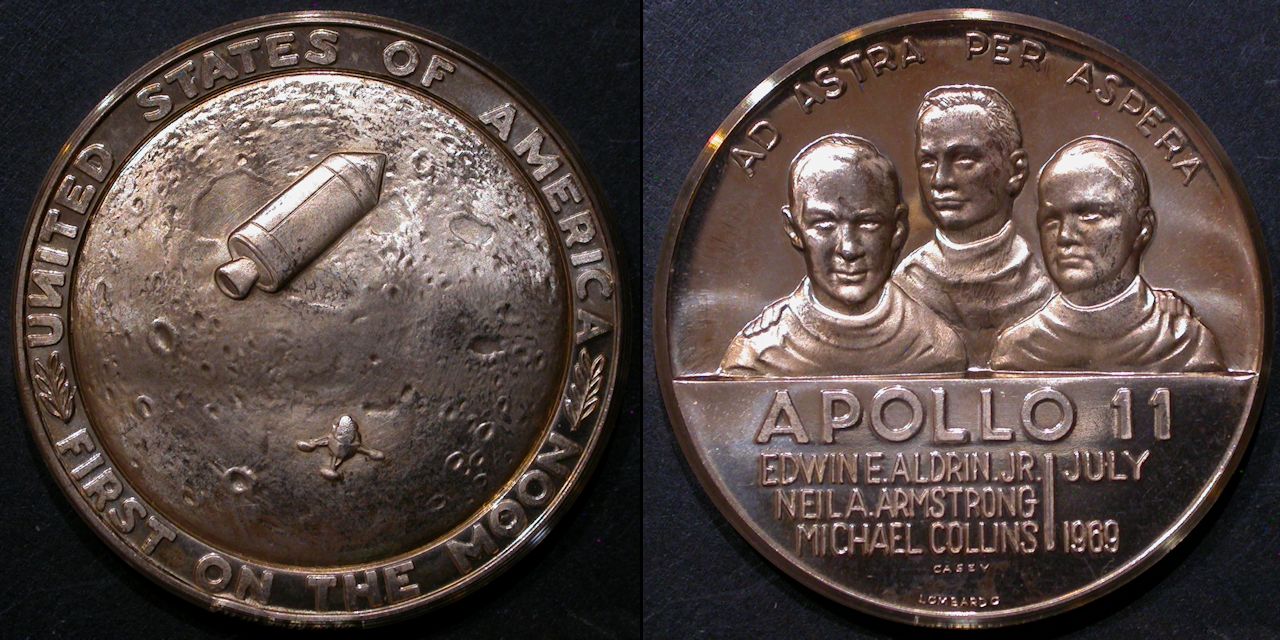 UNITED STATES OF AMERICA
FIRST ON THE MOON
AD ASTRA PER ASPERA
APOLLO 11
EDWIN E. ALDRIN. JR. JULY
NEIL A. ARMSTRONG
MICHAEL COLLINS 1969
CASEY
LOMBARDO